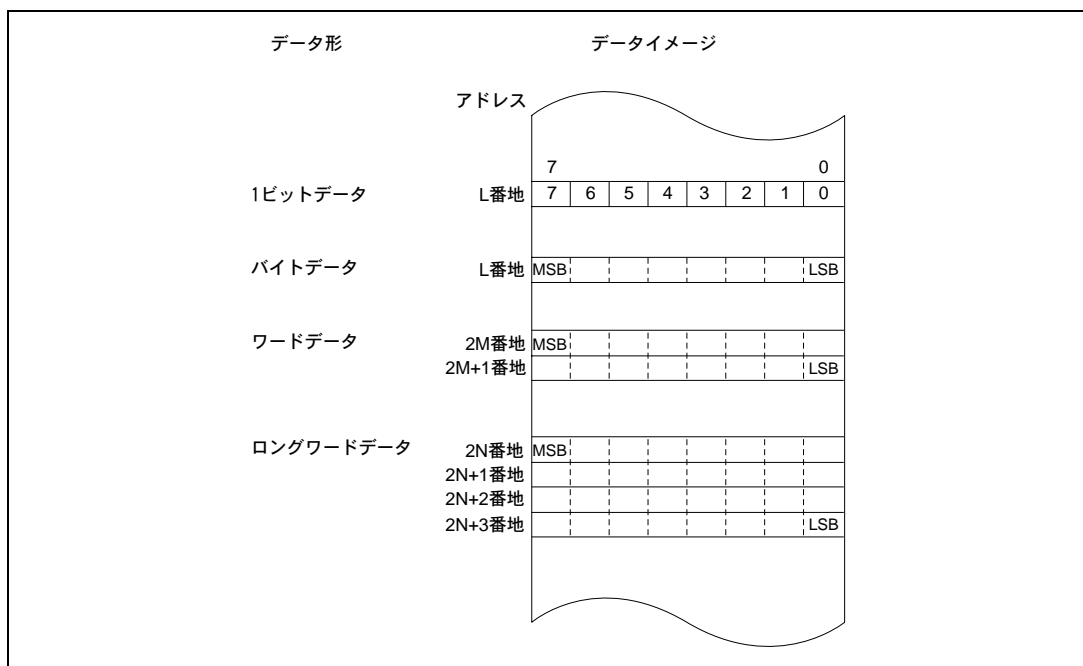 データ形 データイメージ
アドレス
7 0
1ビットデータ L番地 7 6 5 4 3 2 1 0
バイトデータ L番地 MSB LSB
ワードデータ 2M番地 MSB
2M+1番地 LSB
ロングワードデータ 2N番地 MSB
2N+1番地
2N+2番地
2N+3番地 LSB